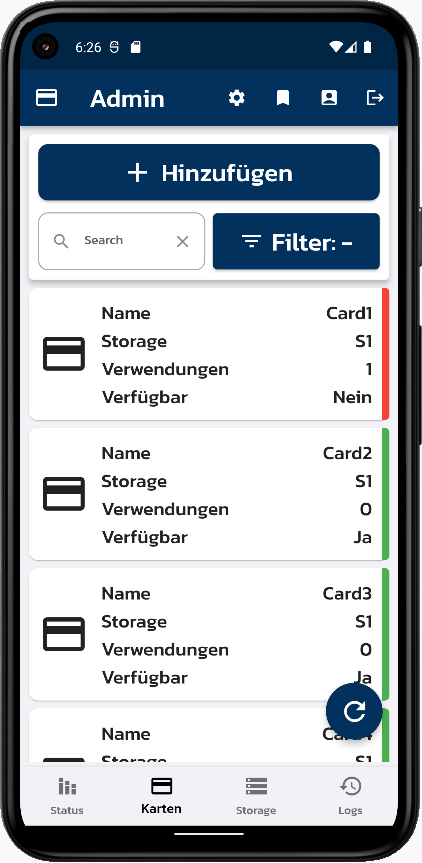 6:26
Admin
+ Hinzufügen
Search
Filter: -
Name Card1
Storage S1
Verwendungen 1
Verfügbar Nein
Name Card2
Storage S1
Verwendungen 0
Verfügbar Ja
Name Card3
Storage S1
Verwendungen 0
Verfügbar Ja
Name Card4
Storage S1
Status Karten Storage Logs